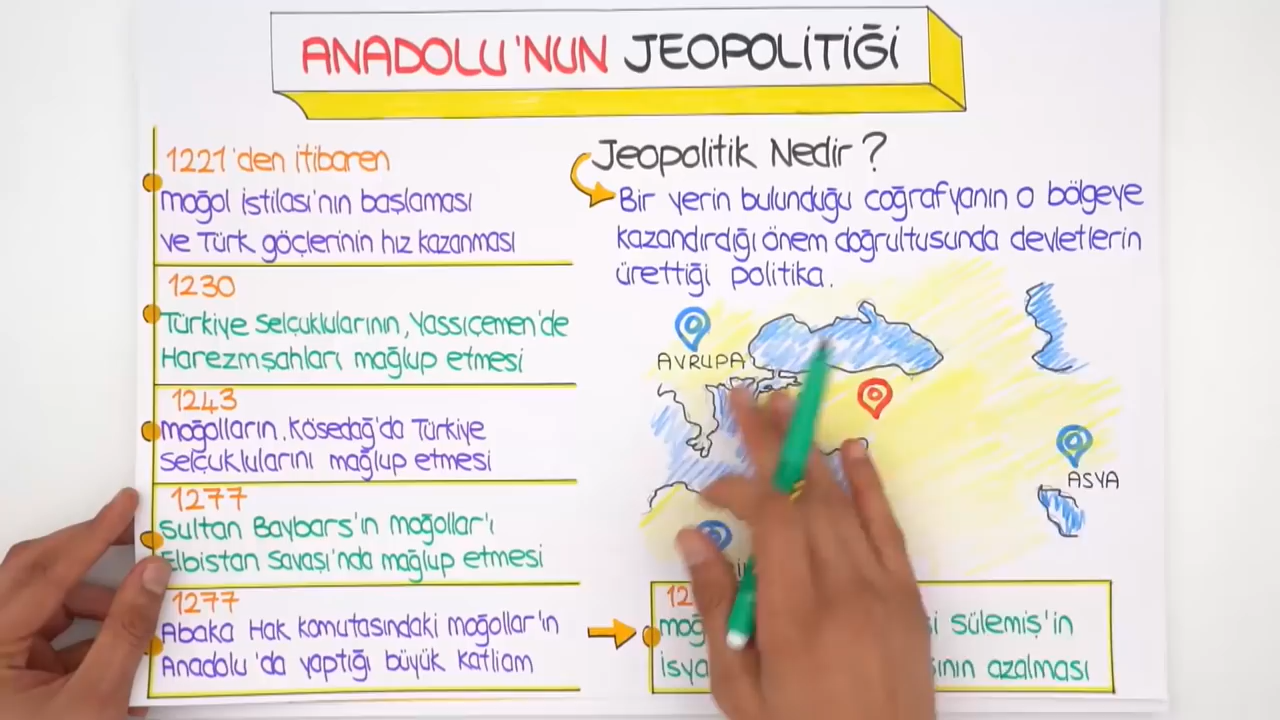 ANADOLU'NUN JEOPOLİTİĞİ
1221'den itibaren
moğol istilası'nın başlaması
ve Türk göçlerinin hız kazanması
1230
Türkiye Selçuklularının, Yassıçemen'de
Harezmşahları mağlup etmesi
1243
moğolların, Kösedağ'da Türkiye
Selçuklularını mağlup etmesi
1277
Sultan Baybars'ın moğollar'ı
Elbistan Savaşı'nda mağlup etmesi
1277
Abaka Hak komutasındaki moğollar'ın
Anadolu'da yaptığı büyük katliam
Jeopolitik Nedir?
Bir yerin bulunduğu coğrafyanın o bölgeye
kazandırdığı önem doğrultusunda devletlerin
ürettiği politika.
AVRUPA
ASYA
sülemiş'in
azalması